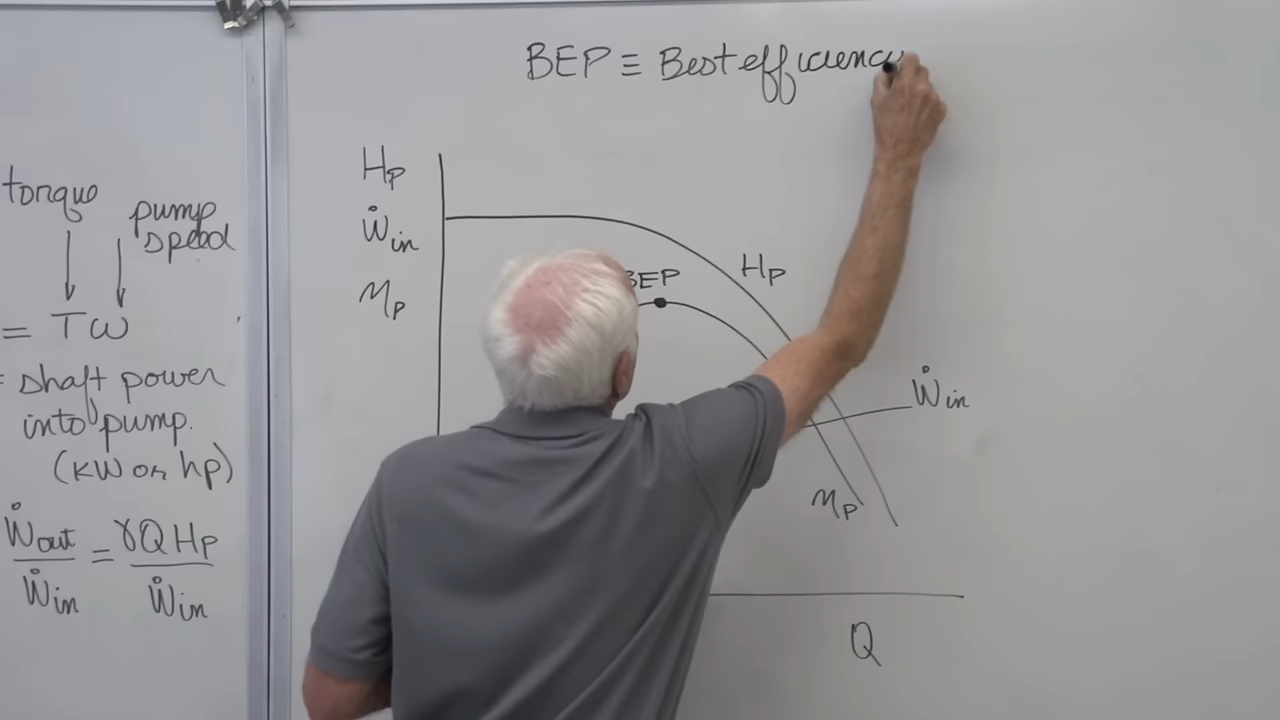 torque
pump
speed
= Tω
= shaft power
into pump.
(kW or hp)
Ẇout / Ẇin = γQHp / Ẇin
BEP ≡ Best efficiency
Hp
Ẇin
ηp
BEP
Hp
Ẇin
ηp
Q